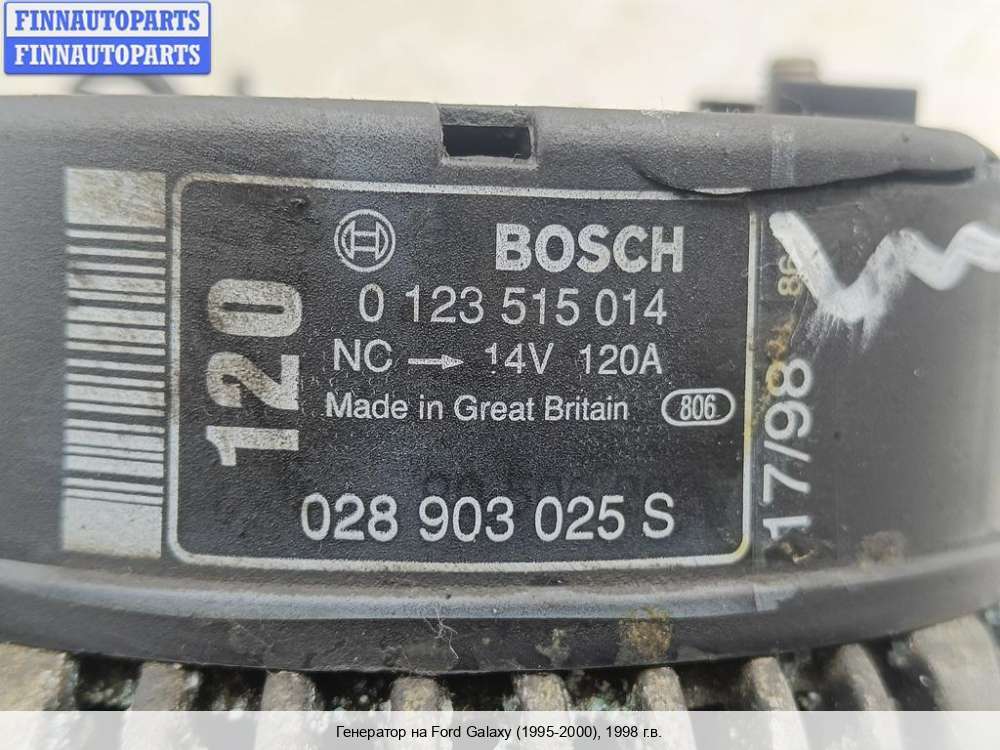 FINNAUTOPARTS
FINNAUTOPARTS
120
BOSCH
0 123 515 014
NC → 14V 120A
Made in Great Britain 806
028 903 025 S
17/98
86
Генератор на Ford Galaxy (1995-2000), 1998 г.в.